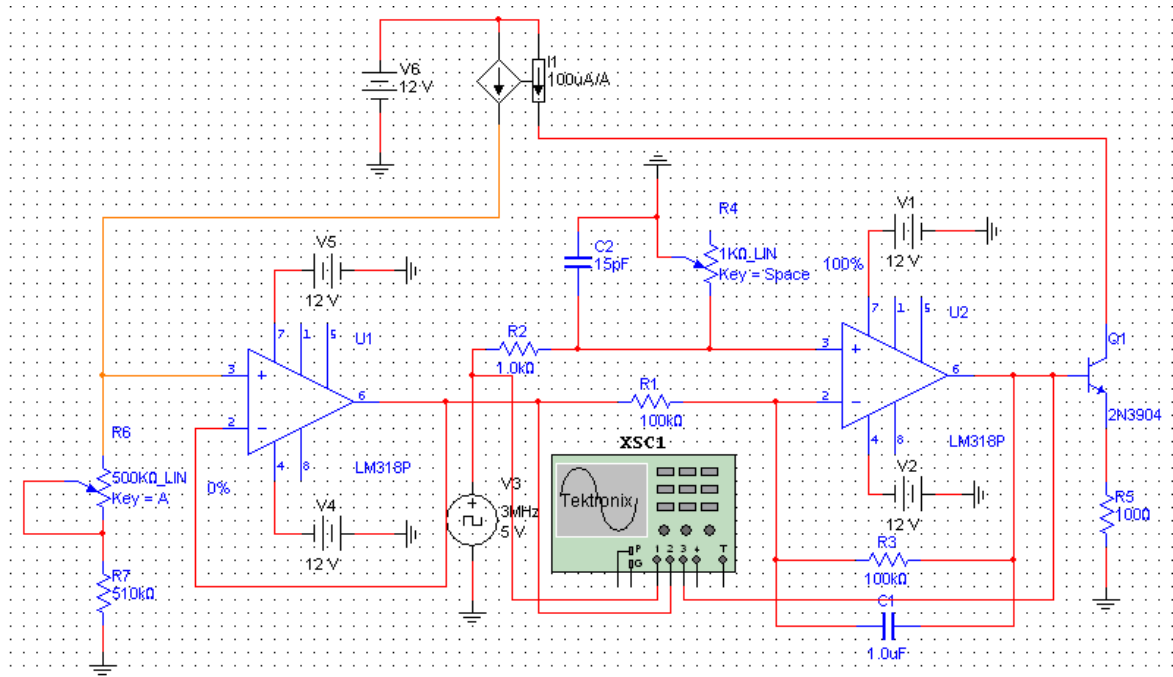 V6
12 V
I1
100uA/A
R4
1KΩ_LIN
Key = Space
100%
C2
15pF
V1
12 V
V5
12 V
7
1
5
U1
3
2
6
4
8
LM318P
R2
1.0kΩ
R1
100kΩ
7
1
5
U2
3
2
6
4
8
LM318P
Q1
2N3904
R6
500KΩ_LIN
Key = A
0%
V4
12 V
V3
3MHz
5 V
XSC1
Tektronix
P
G
1
2
3
4
T
V2
12 V
R5
100Ω
R7
510kΩ
R3
100kΩ
C1
1.0uF